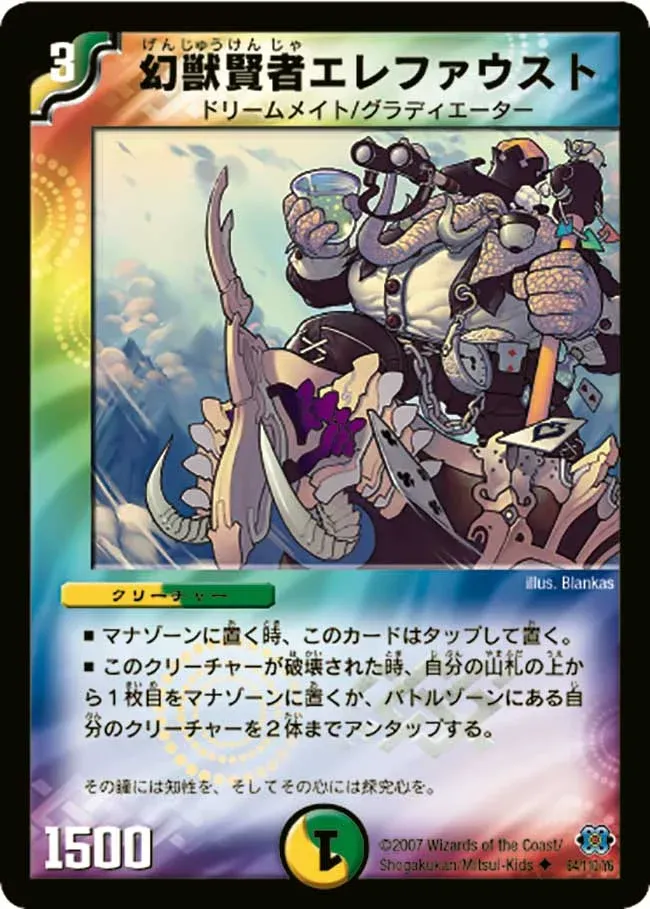 3
げんじゅうけんじゃ
幻獣賢者エレファウスト
ドリームメイト/グラディエーター
illus. Blankas
クリーチャー
■ マナゾーンに置く時、このカードはタップして置く。
■ このクリーチャーが破壊された時、自分の山札の上か
ら１枚目をマナゾーンに置くか、バトルゾーンにある自
分のクリーチャーを２体までアンタップする。
その瞳には知性を、そしてその心には探究心を。
1500
1
©2007 Wizards of the Coast/
Shogakukan/Mitsui-Kids ◆ 64/110 Y6